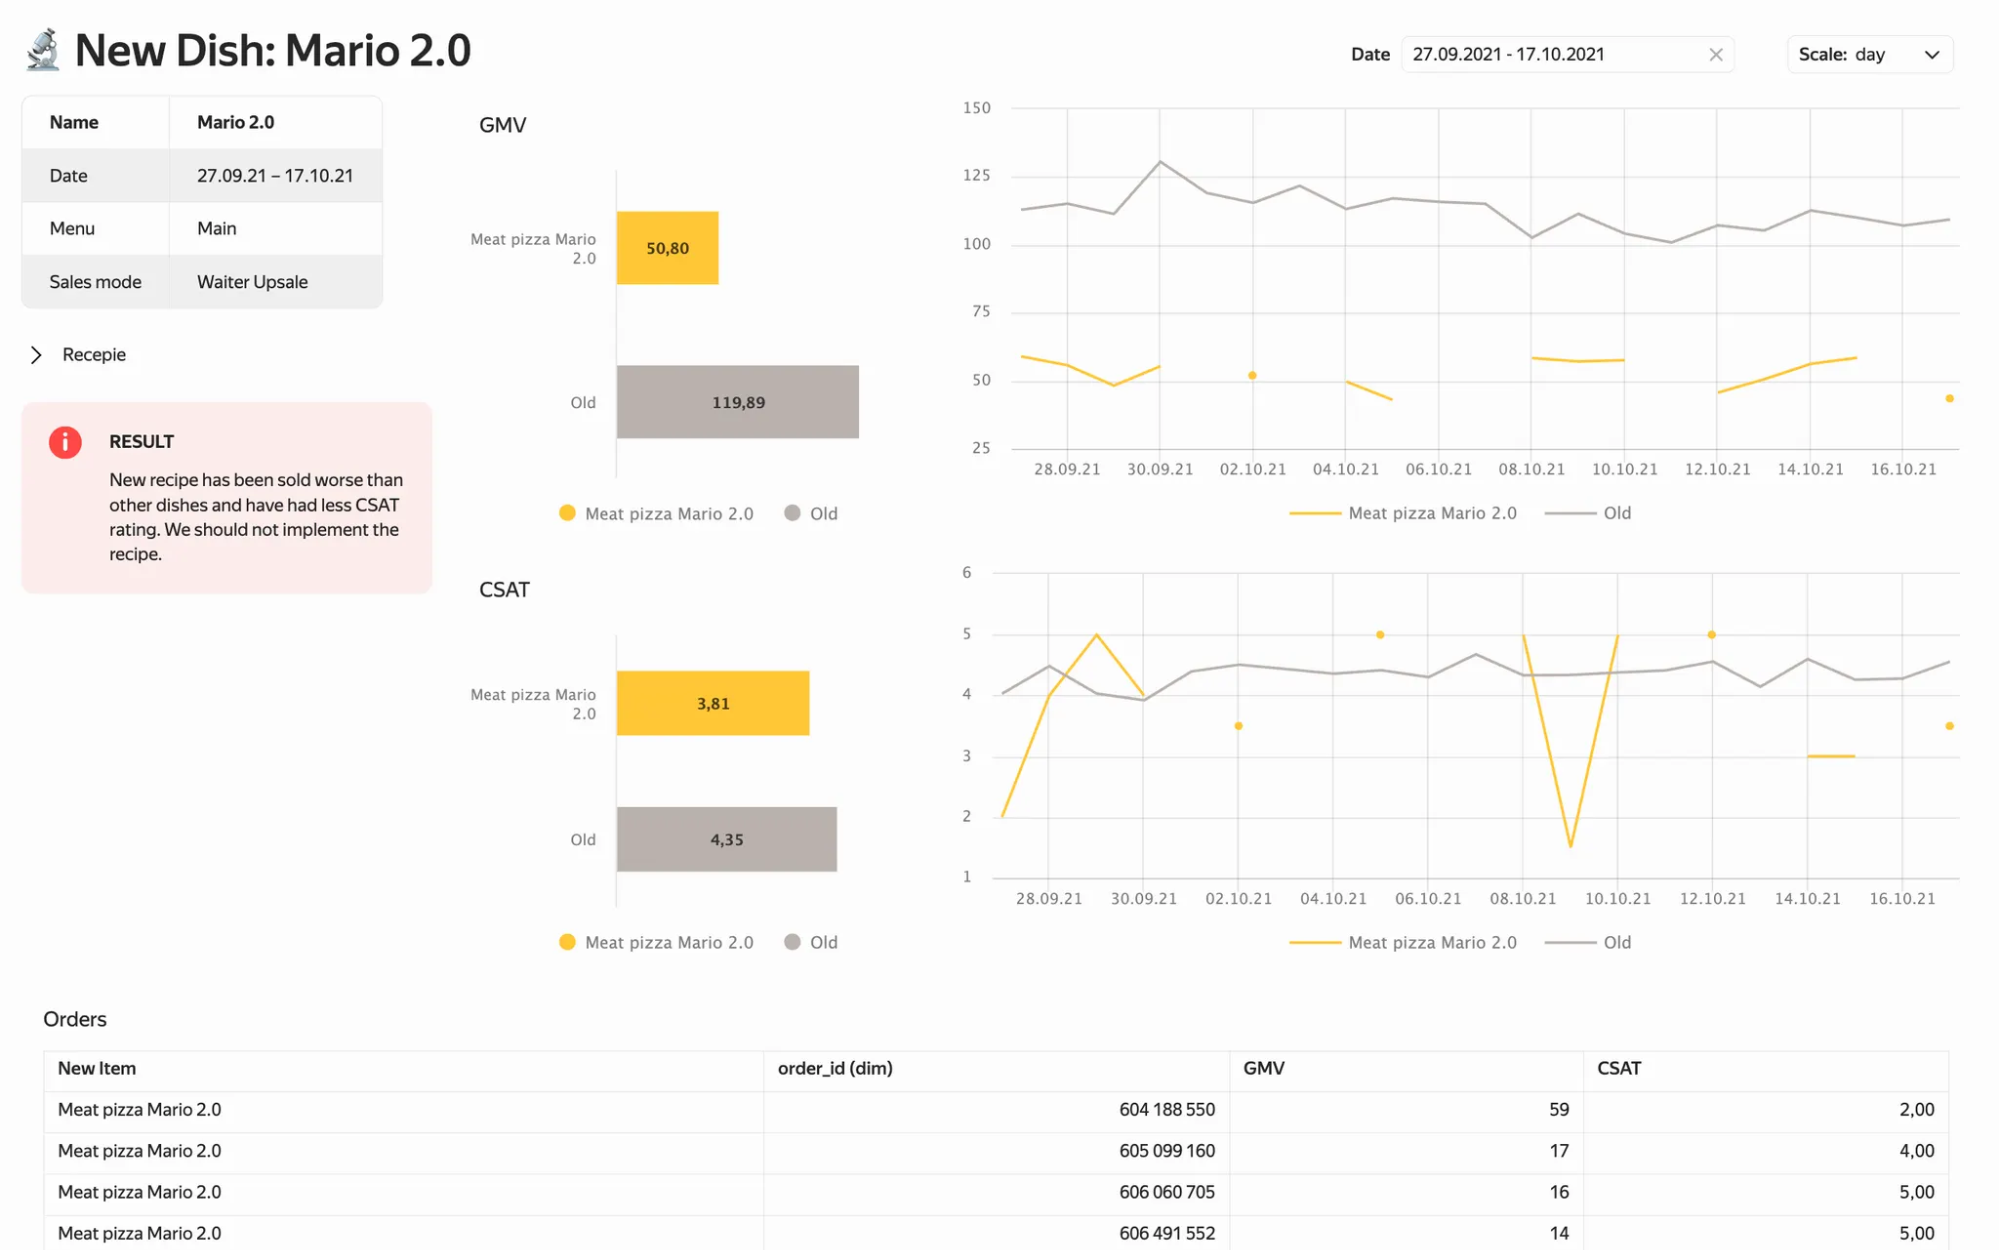 New Dish: Mario 2.0
Date 27.09.2021 - 17.10.2021
Scale: day
Name Mario 2.0
Date 27.09.21 – 17.10.21
Menu Main
Sales mode Waiter Upsale
Recepie
RESULT
New recipe has been sold worse than
other dishes and have had less CSAT
rating. We should not implement the
recipe.
GMV
Meat pizza Mario
2.0
50,80
Old
119,89
Meat pizza Mario 2.0 Old
150
125
100
75
50
25
28.09.21 30.09.21 02.10.21 04.10.21 06.10.21 08.10.21 10.10.21 12.10.21 14.10.21 16.10.21
Meat pizza Mario 2.0 Old
CSAT
Meat pizza Mario
2.0
3,81
Old
4,35
Meat pizza Mario 2.0 Old
6
5
4
3
2
1
28.09.21 30.09.21 02.10.21 04.10.21 06.10.21 08.10.21 10.10.21 12.10.21 14.10.21 16.10.21
Meat pizza Mario 2.0 Old
Orders
New Item order_id (dim) GMV CSAT
Meat pizza Mario 2.0 604 188 550 59 2,00
Meat pizza Mario 2.0 605 099 160 17 4,00
Meat pizza Mario 2.0 606 060 705 16 5,00
Meat pizza Mario 2.0 606 491 552 14 5,00